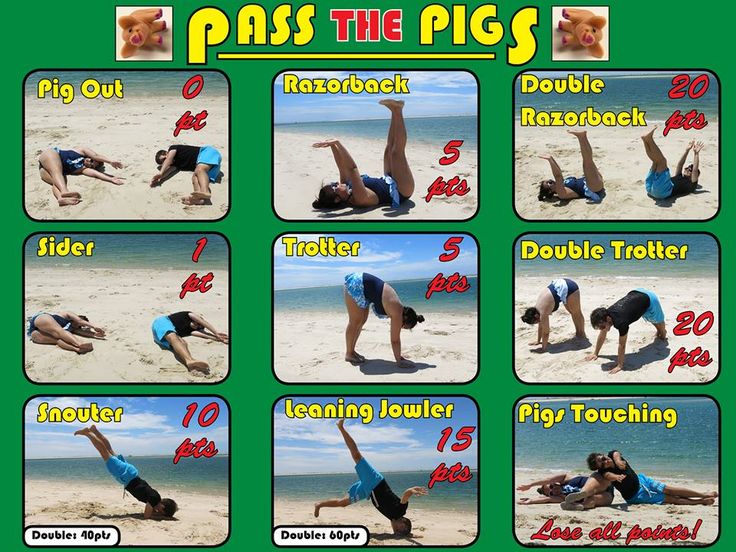 PASS THE PIGS
Pig Out 0 pt
Razorback 5 pts
Double Razorback 20 pts
Sider 1 pt
Trotter 5 pts
Double Trotter 20 pts
Snouter 10 pts
Double: 40pts
Leaning Jowler 15 pts
Double: 60pts
Pigs Touching
Lose all points!